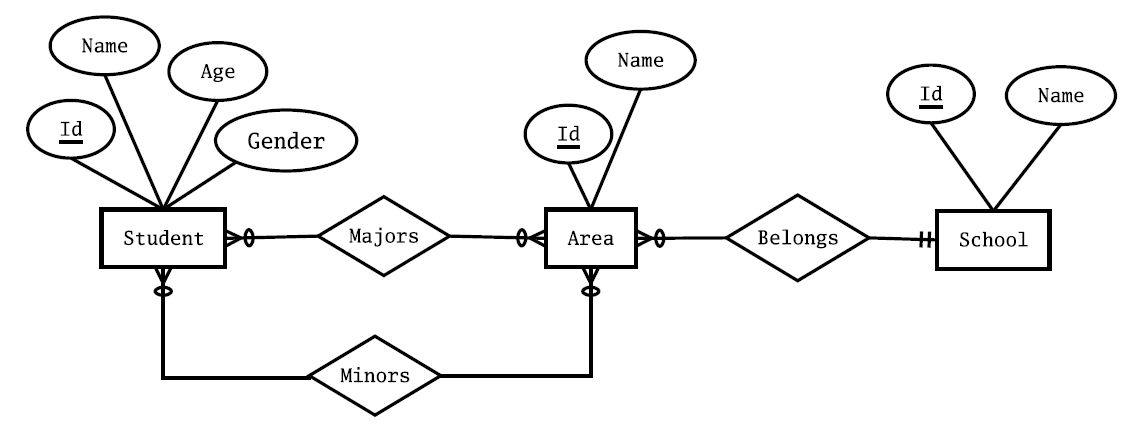 Name
Age
Id
Gender
Name
Id
Id
Name
Student
Majors
Area
Belongs
School
Minors